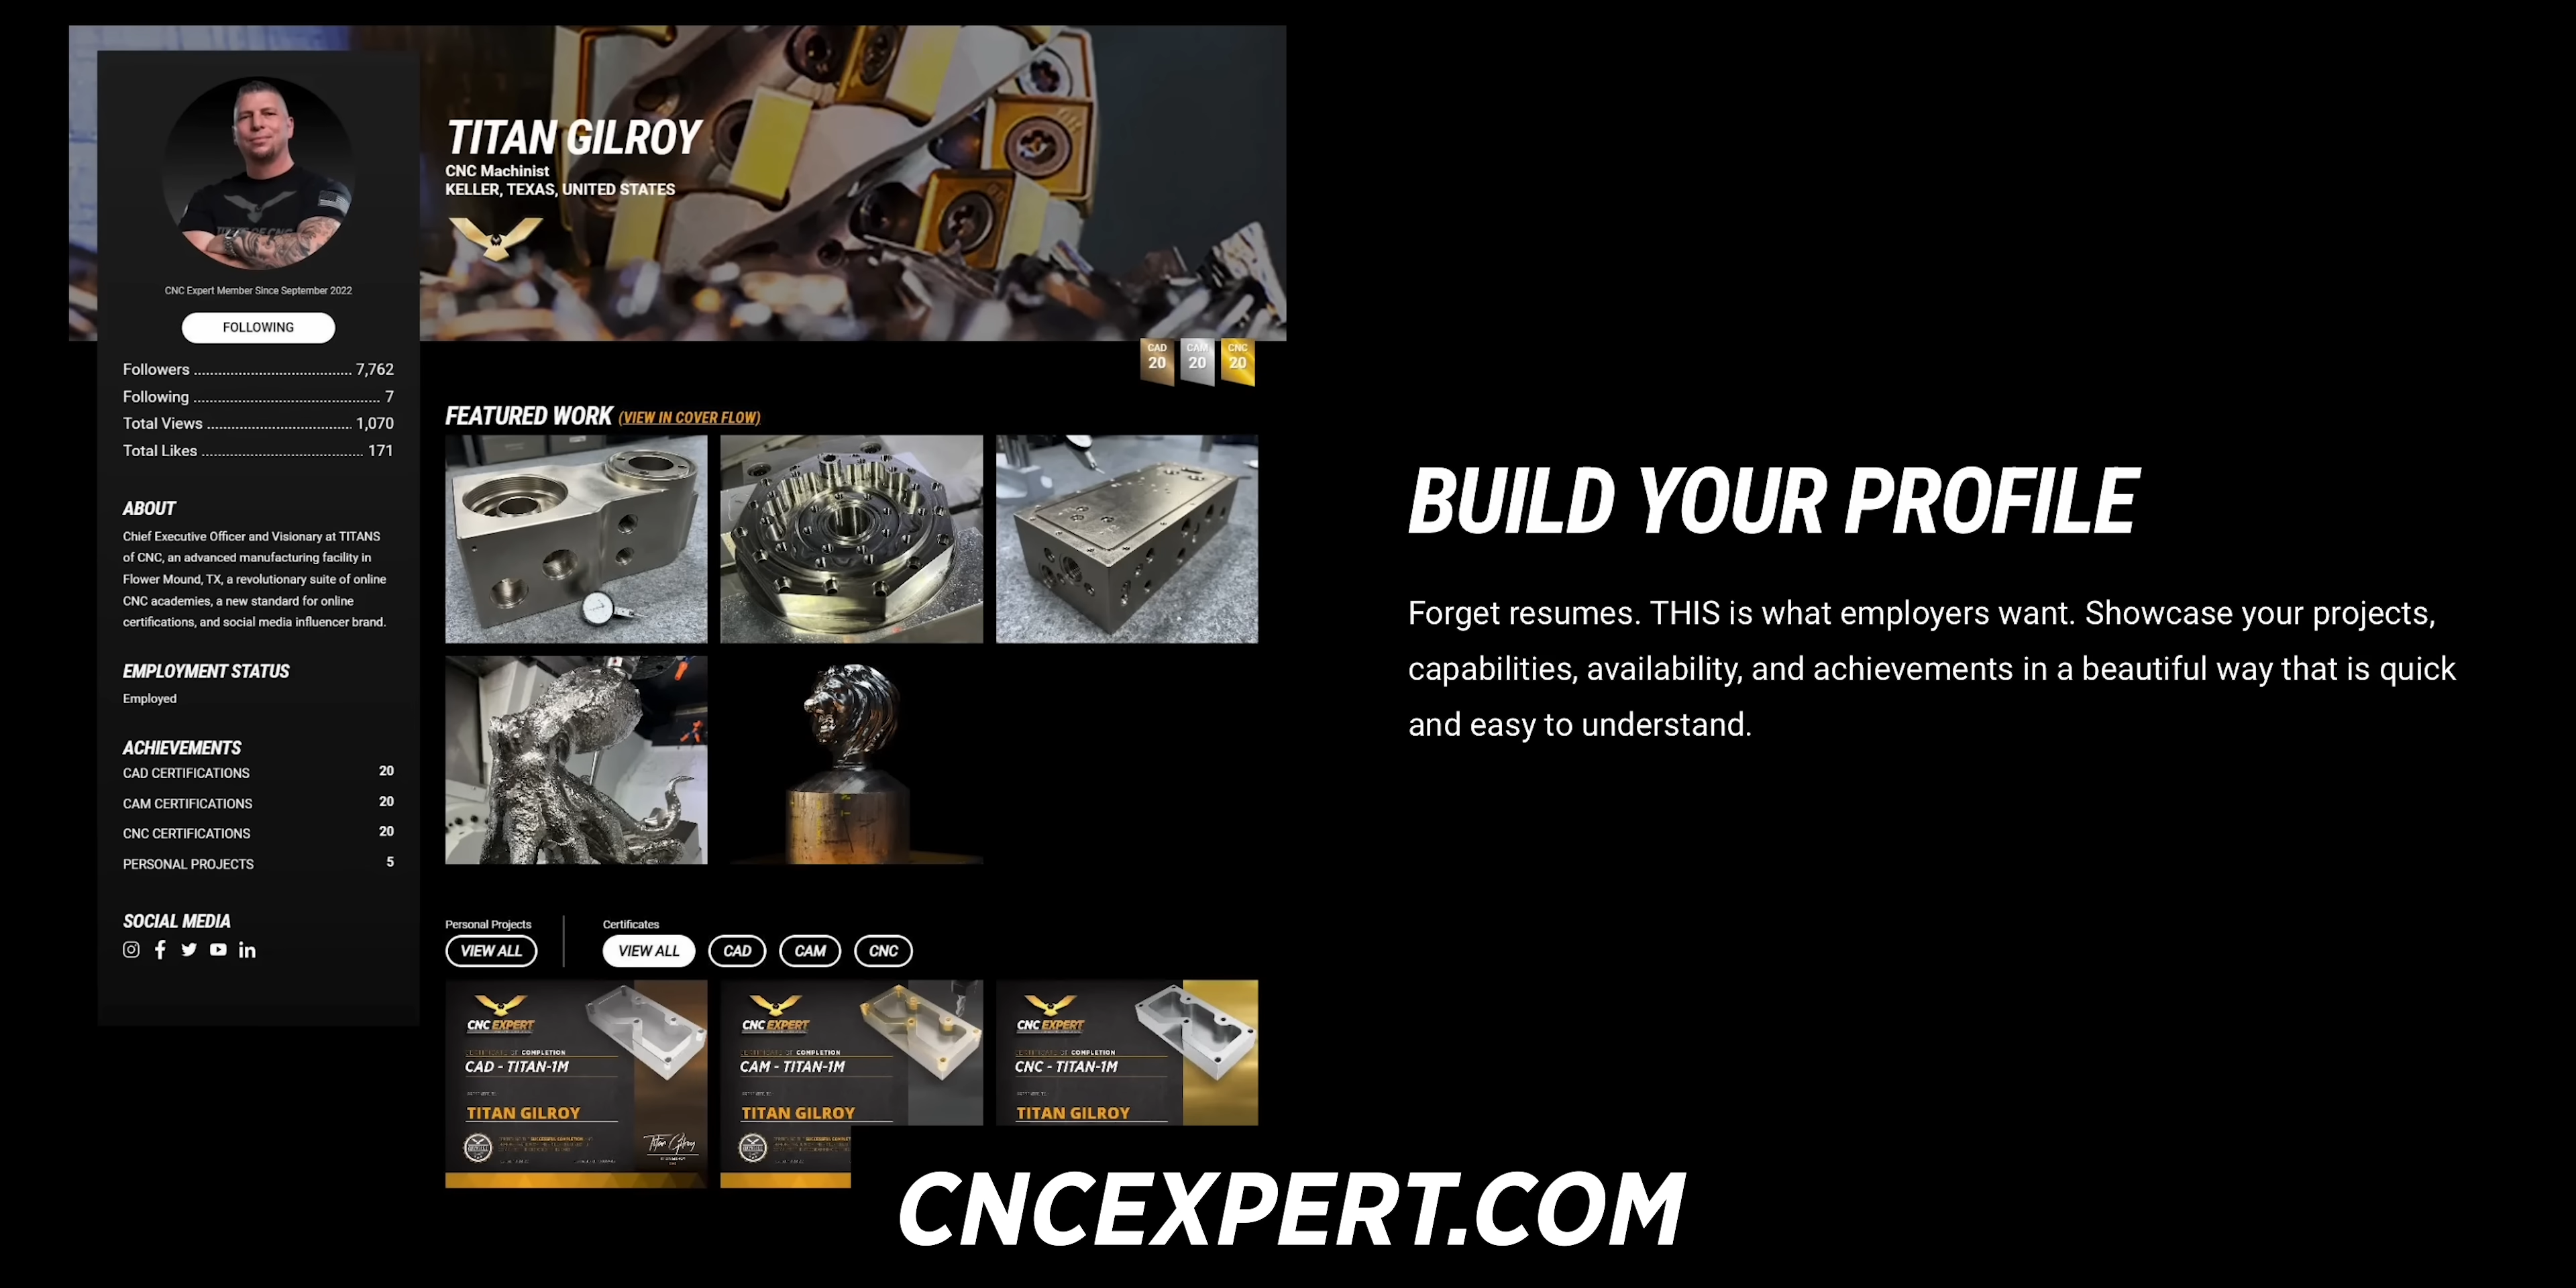 TITAN GILROY
CNC Machinist
KELLER, TEXAS, UNITED STATES
CNC Expert Member Since September 2022
FOLLOWING
Followers 7,762
Following 7
Total Views 1,070
Total Likes 171
ABOUT
Chief Executive Officer and Visionary at TITANS
of CNC, an advanced manufacturing facility in
Flower Mound, TX, a revolutionary suite of online
CNC academies, a new standard for online
certifications, and social media influencer brand.
EMPLOYMENT STATUS
Employed
ACHIEVEMENTS
CAD CERTIFICATIONS 20
CAM CERTIFICATIONS 20
CNC CERTIFICATIONS 20
PERSONAL PROJECTS 5
SOCIAL MEDIA
CAD 20
CAM 20
CNC 20
FEATURED WORK (VIEW IN COVER FLOW)
Personal Projects
VIEW ALL
Certificates
VIEW ALL CAD CAM CNC
CNC EXPERT
CERTIFICATE OF COMPLETION
CAD - TITAN-1M
TITAN GILROY
Titan Gilroy
CNC EXPERT
CERTIFICATE OF COMPLETION
CAM - TITAN-1M
TITAN GILROY
CNC EXPERT
CERTIFICATE OF COMPLETION
CNC - TITAN-1M
TITAN GILROY
BUILD YOUR PROFILE
Forget resumes. THIS is what employers want. Showcase your projects,
capabilities, availability, and achievements in a beautiful way that is quick
and easy to understand.
CNCEXPERT.COM